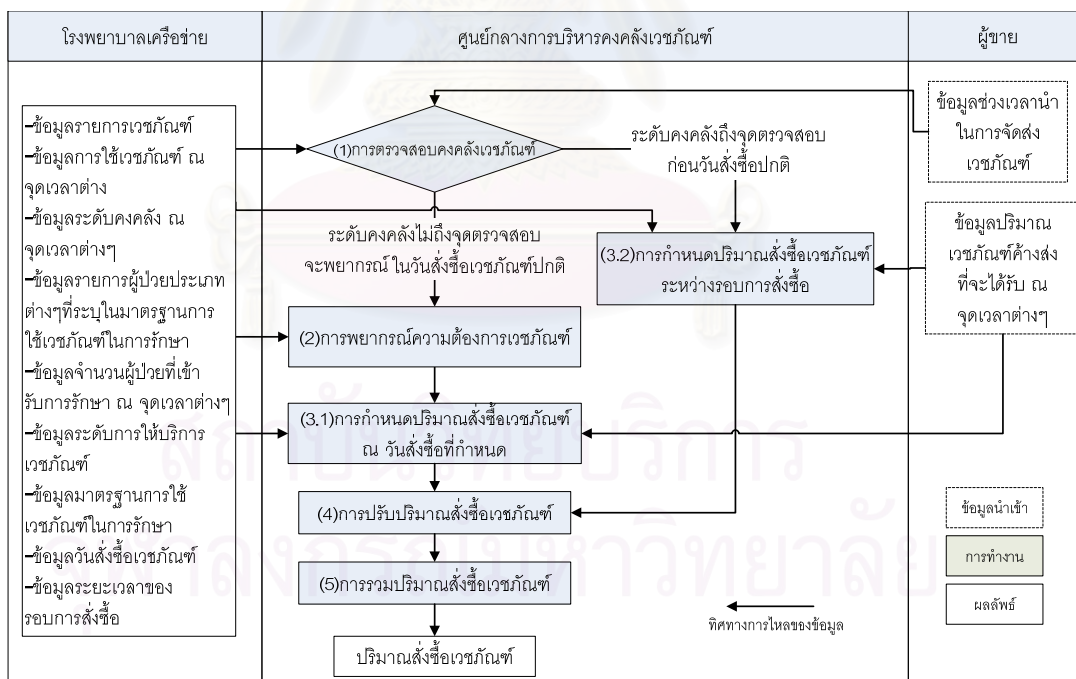 โรงพยาบาลเครือข่าย
ศูนย์กลางการบริหารคงคลังเวชภัณฑ์
ผู้ขาย
-ข้อมูลรายการเวชภัณฑ์
-ข้อมูลการใช้เวชภัณฑ์ ณ
จุดเวลาต่าง
-ข้อมูลระดับคงคลัง ณ
จุดเวลาต่างๆ
-ข้อมูลรายการผู้ป่วยประเภท
ต่างๆที่ระบุในมาตรฐานการ
ใช้เวชภัณฑ์ในการรักษา
-ข้อมูลจำนวนผู้ป่วยที่เข้า
รับการรักษา ณ จุดเวลาต่างๆ
-ข้อมูลระดับการให้บริการ
เวชภัณฑ์
-ข้อมูลมาตรฐานการใช้
เวชภัณฑ์ในการรักษา
-ข้อมูลวันสั่งซื้อเวชภัณฑ์
-ข้อมูลระยะเวลาของ
รอบการสั่งซื้อ
(1)การตรวจสอบคงคลังเวชภัณฑ์
ระดับคงคลังถึงจุดตรวจสอบ
ก่อนวันสั่งซื้อปกติ
ระดับคงคลังไม่ถึงจุดตรวจสอบ
จะพยากรณ์ ในวันสั่งซื้อเวชภัณฑ์ปกติ
(3.2)การกำหนดปริมาณสั่งซื้อเวชภัณฑ์
ระหว่างรอบการสั่งซื้อ
(2)การพยากรณ์ความต้องการเวชภัณฑ์
(3.1)การกำหนดปริมาณสั่งซื้อเวชภัณฑ์
ณ วันสั่งซื้อที่กำหนด
(4)การปรับปริมาณสั่งซื้อเวชภัณฑ์
(5)การรวมปริมาณสั่งซื้อเวชภัณฑ์
ปริมาณสั่งซื้อเวชภัณฑ์
ทิศทางการไหลของข้อมูล
ข้อมูลช่วงเวลานำ
ในการจัดส่ง
เวชภัณฑ์
ข้อมูลปริมาณ
เวชภัณฑ์ค้างส่ง
ที่จะได้รับ ณ
จุดเวลาต่างๆ
ข้อมูลนำเข้า
การทำงาน
ผลลัพธ์
สถาบันวิทยบริการ
จุฬาลงกรณ์มหาวิทยาลัย